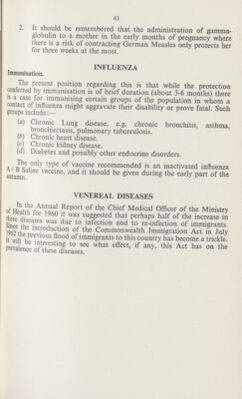 63
2. It should be remembered that the administration of gamma-
globulin to a mother in the early months of pregnancy where
there is a risk of contracting German Measles only protects her
for three weeks at the most.
INFLUENZA
Immunisation.
The present position regarding this is that while the protection
conferred by immunisation is of brief duration (about 3-6 months) there
is a case for immunising certain groups of the population in whom a
contact of influenza might aggravate their disability or prove fatal. Such
groups include:—
(a) Chronic Lung disease, e.g. chronic bronchitis, asthma,
bronchiectasis, pulmonary tuberculosis.
(b) Chronic heart disease.
(c) Chronic kidney disease.
(d) Diabetes and possibly other endocrine disorders.
The only type of vaccine recommended is an inactivated influenza
A+B Saline vaccine, and it should be given during the early part of the
autumn.
VENEREAL DISEASES
In the Annual Report of the Chief Medical Officer of the Ministry
of Health for 1960 it was suggested that perhaps half of the increase in
these diseases was due to infection and to re-infection of immigrants.
Since the introduction of the Commonwealth Immigration Act in July
1962 the previous flood of immigrants to this country has become a trickle.
It will be interesting to see what effect, if any, this Act has on the
prevalence of these diseases.